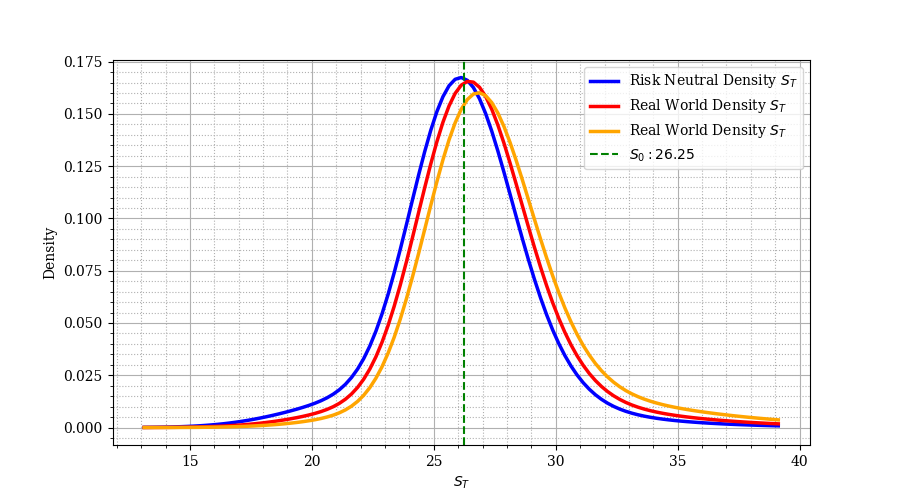 0.175
0.150
0.125
0.100
0.075
0.050
0.025
0.000
Density
Risk Neutral Density S_T
Real World Density S_T
Real World Density S_T
S_0 : 26.25
15 20 25 30 35 40
S_T